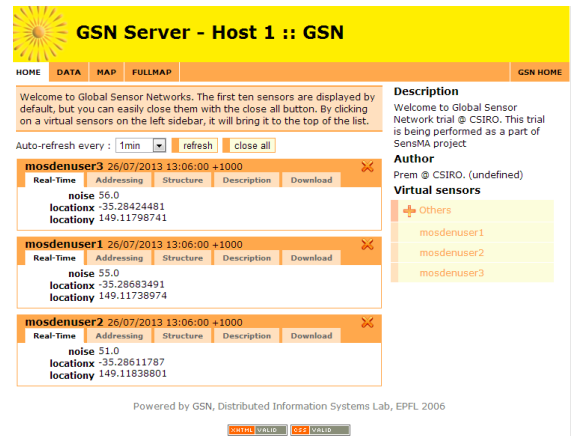 GSN Server - Host 1 :: GSN
HOME DATA MAP FULLMAP GSN HOME
Welcome to Global Sensor Networks. The first ten sensors are displayed by
default, but you can easily close them with the close all button. By clicking
on a virtual sensors on the left sidebar, it will bring it to the top of the list.
Auto-refresh every : 1min refresh close all
mosdenuser3 26/07/2013 13:06:00 +1000
Real-Time Addressing Structure Description Download
noise 56.0
locationx -35.28424481
locationy 149.11798741
mosdenuser1 26/07/2013 13:06:00 +1000
Real-Time Addressing Structure Description Download
noise 55.0
locationx -35.28683491
locationy 149.11738974
mosdenuser2 26/07/2013 13:06:00 +1000
Real-Time Addressing Structure Description Download
noise 51.0
locationx -35.28611787
locationy 149.11838801
Description
Welcome to Global Sensor
Network trial @ CSIRO. This trial
is being performed as a part of
SensMA project
Author
Prem @ CSIRO. (undefined)
Virtual sensors
Others
mosdenuser1
mosdenuser2
mosdenuser3
Powered by GSN, Distributed Information Systems Lab, EPFL 2006
XHTML VALID CSS VALID